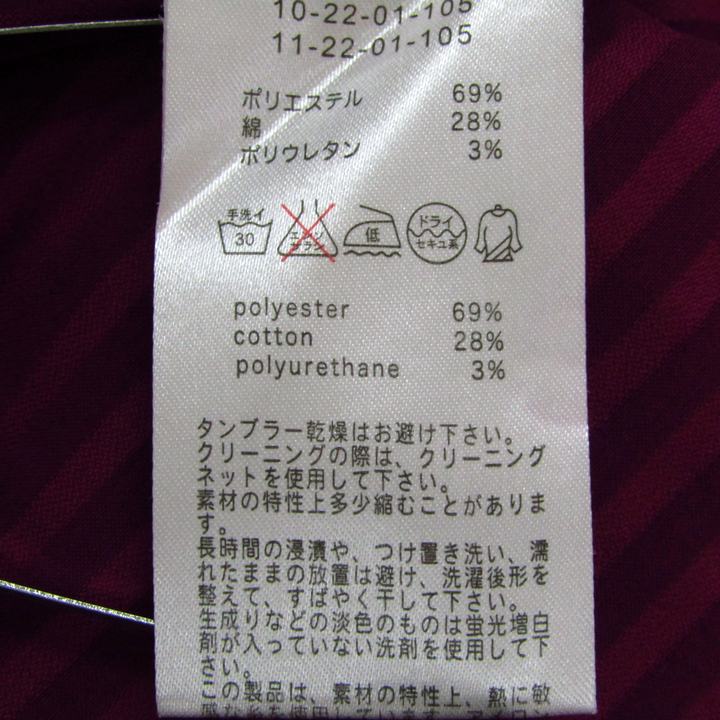 10-22-01-105
11-22-01-105
ポリエステル 69%
綿 28%
ポリウレタン 3%
手洗イ 30 エンソサラシ 低 ドライ セキユ系
polyester 69%
cotton 28%
polyurethane 3%
タンブラー乾燥はお避け下さい。
クリーニングの際は、クリーニング
ネットを使用して下さい。
素材の特性上多少縮むことがありま
す。
長時間の浸漬や、つけ置き洗い、濡
れたままの放置は避け、洗濯後形を
整えて、すばやく干して下さい。
生成りなどの淡色のものは蛍光増白
剤が入っていない洗剤を使用して下
さい。
この製品は、素材の特性上、熱に敏